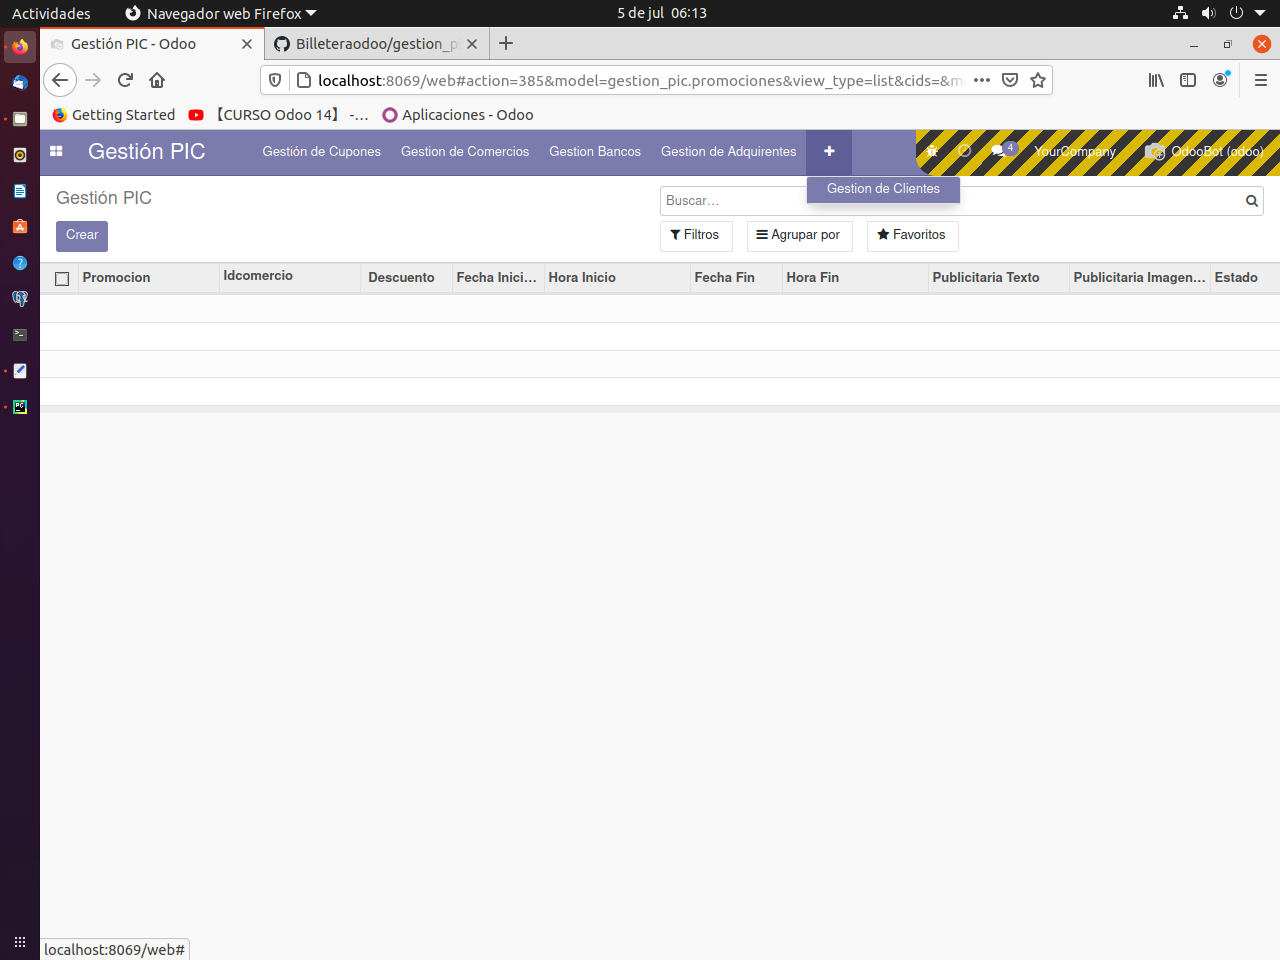 Actividades
Navegador web Firefox
5 de jul 06:13
Gestión PIC - Odoo
Billeteraodoo/gestion_p
localhost:8069/web#action=385&model=gestion_pic.promociones&view_type=list&cids=&m
Getting Started
【CURSO Odoo 14】 -...
Aplicaciones - Odoo
Gestión PIC
Gestión de Cupones
Gestion de Comercios
Gestion Bancos
Gestion de Adquirentes
4
YourCompany
OdooBot (odoo)
Gestion de Clientes
Gestión PIC
Buscar...
Crear
Filtros
Agrupar por
Favoritos
Promocion
Idcomercio
Descuento
Fecha Inici...
Hora Inicio
Fecha Fin
Hora Fin
Publicitaria Texto
Publicitaria Imagen...
Estado
localhost:8069/web#